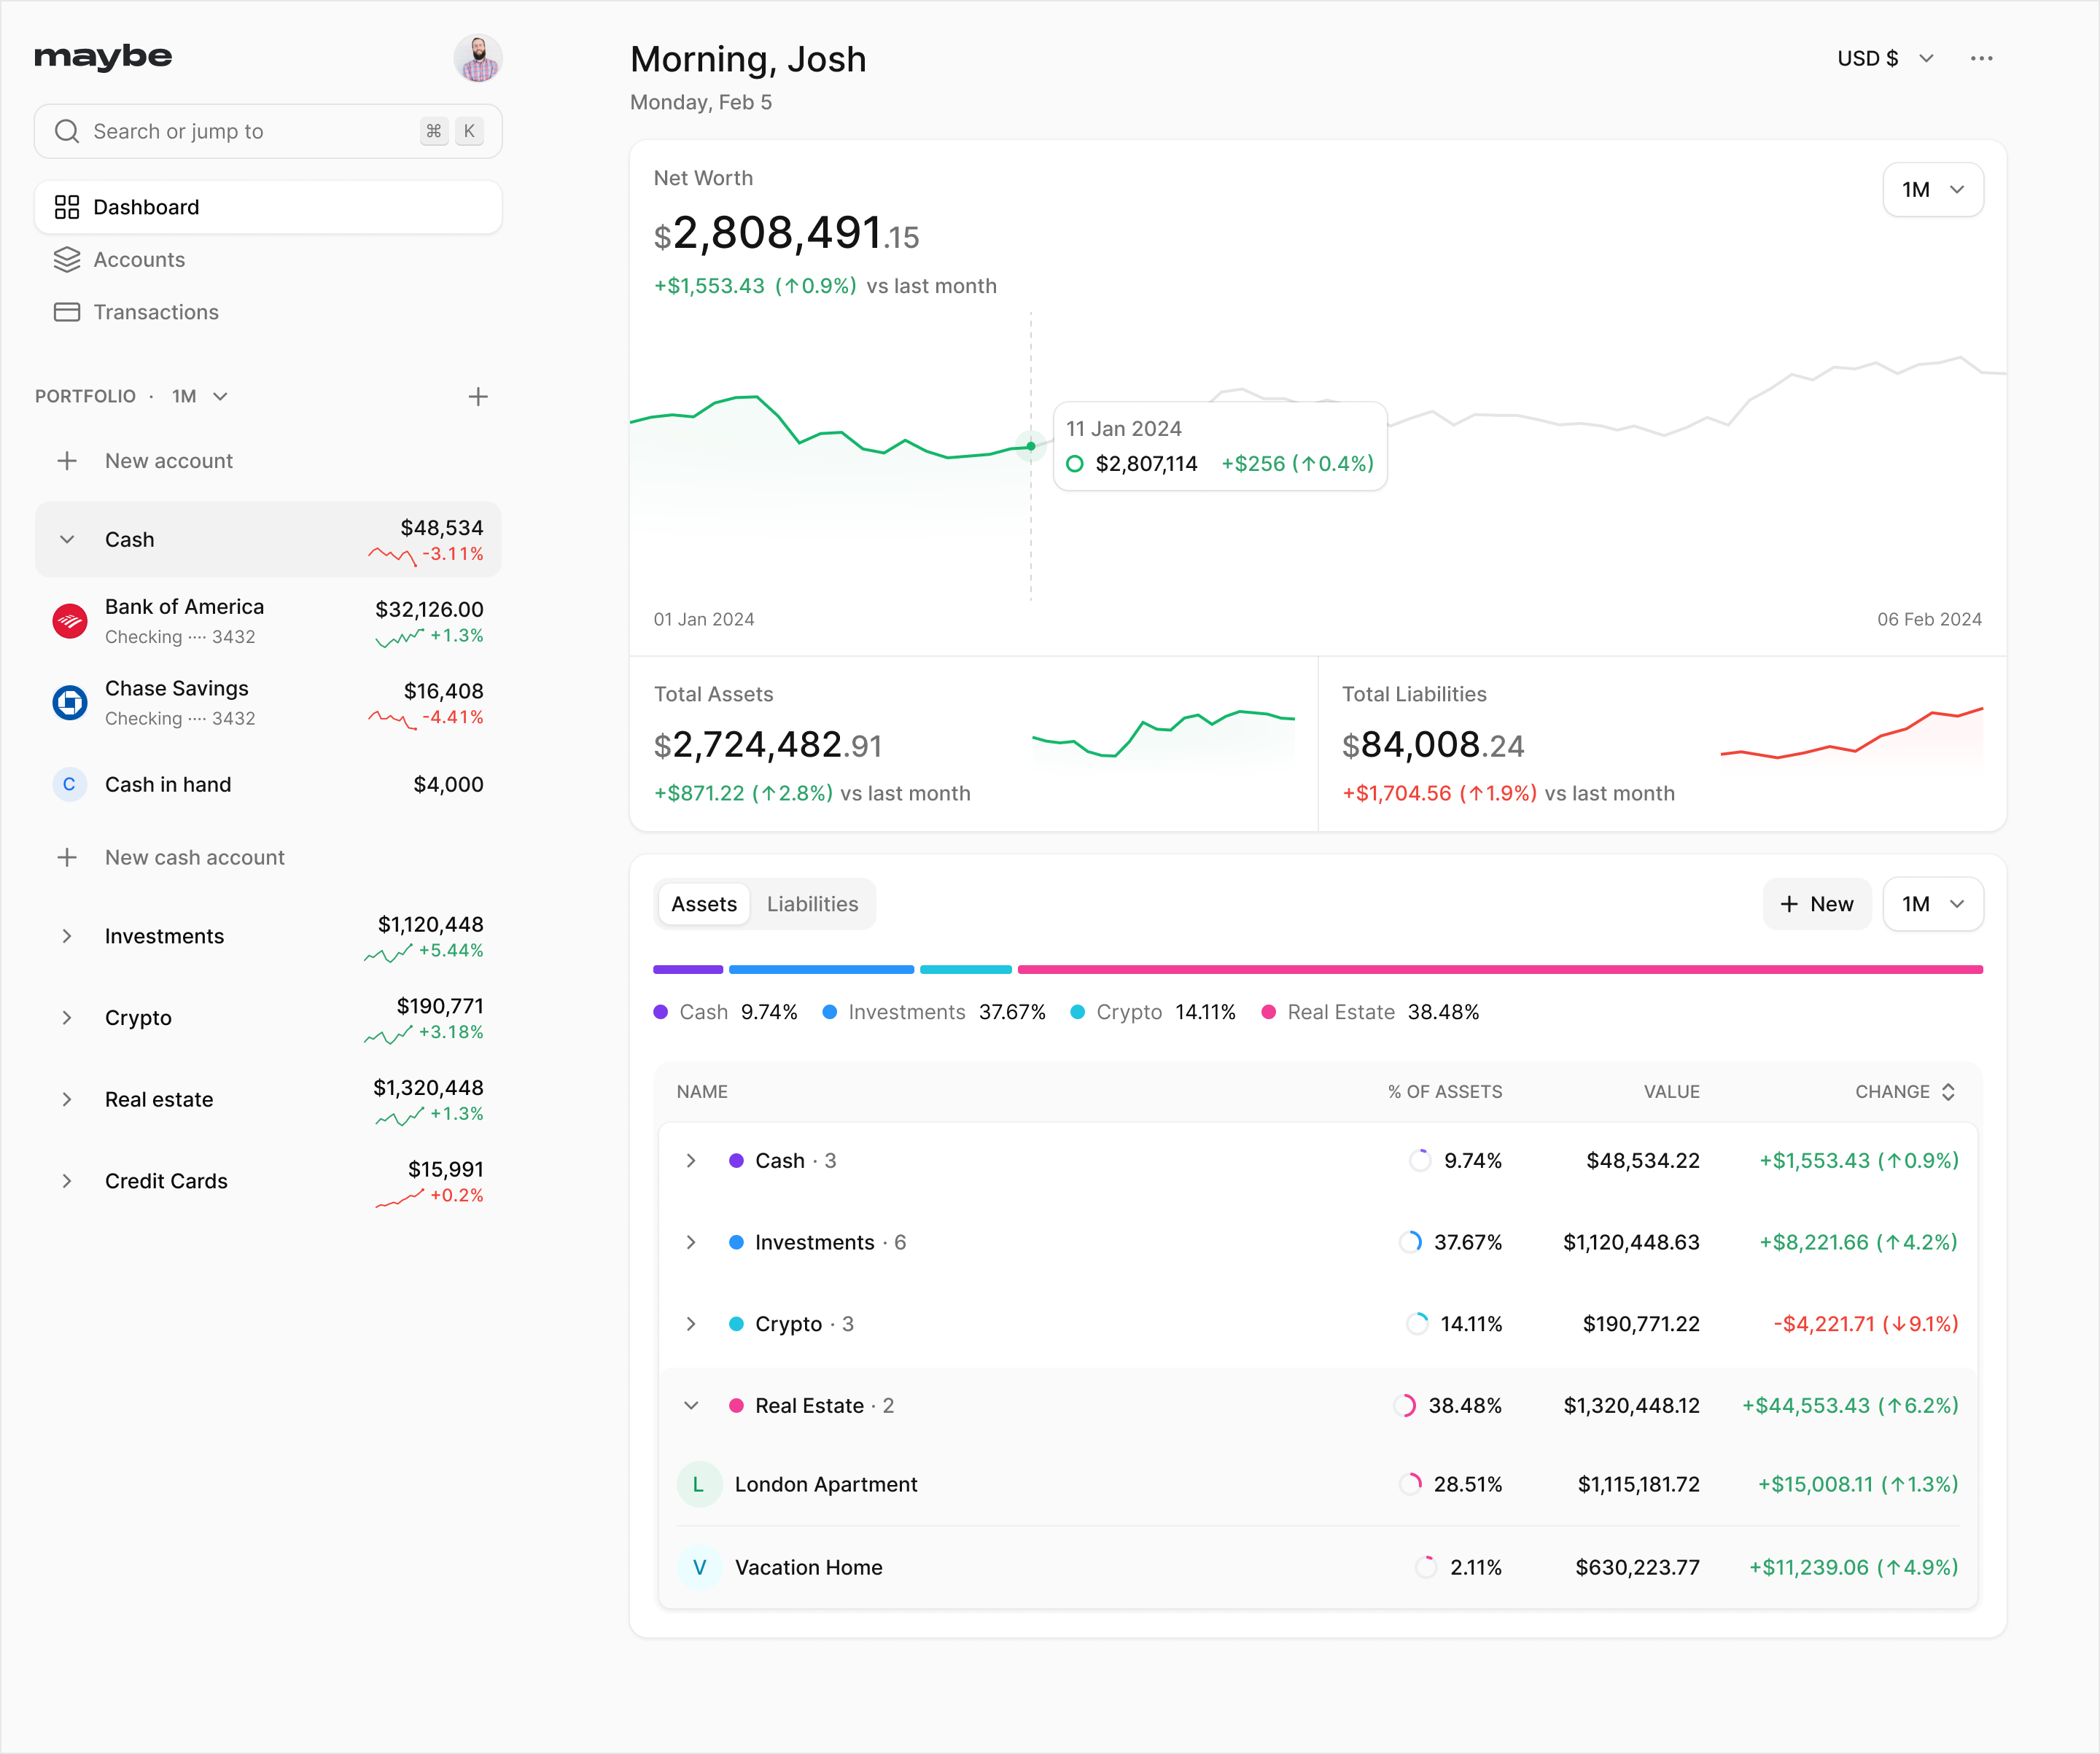 maybe
Search or jump to ⌘ K
Dashboard
Accounts
Transactions
PORTFOLIO · 1M
New account
Cash $48,534
-3.11%
Bank of America $32,126.00
Checking ···· 3432 +1.3%
Chase Savings $16,408
Checking ···· 3432 -4.41%
C Cash in hand $4,000
New cash account
Investments $1,120,448
+5.44%
Crypto $190,771
+3.18%
Real estate $1,320,448
+1.3%
Credit Cards $15,991
+0.2%
Morning, Josh
Monday, Feb 5
USD $
Net Worth
1M
$2,808,491.15
+$1,553.43 (↑0.9%) vs last month
11 Jan 2024
$2,807,114 +$256 (↑0.4%)
01 Jan 2024 06 Feb 2024
Total Assets
$2,724,482.91
+$871.22 (↑2.8%) vs last month
Total Liabilities
$84,008.24
+$1,704.56 (↑1.9%) vs last month
Assets Liabilities
+ New 1M
Cash 9.74% Investments 37.67% Crypto 14.11% Real Estate 38.48%
NAME % OF ASSETS VALUE CHANGE
Cash · 3 9.74% $48,534.22 +$1,553.43 (↑0.9%)
Investments · 6 37.67% $1,120,448.63 +$8,221.66 (↑4.2%)
Crypto · 3 14.11% $190,771.22 -$4,221.71 (↓9.1%)
Real Estate · 2 38.48% $1,320,448.12 +$44,553.43 (↑6.2%)
L London Apartment 28.51% $1,115,181.72 +$15,008.11 (↑1.3%)
V Vacation Home 2.11% $630,223.77 +$11,239.06 (↑4.9%)